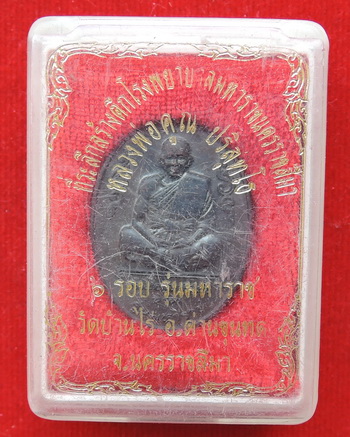 ที่ระลึกสร้างตึกโรงพยาบาลมหาราชนครราชสีมา
หลวงพ่อคูณ ปริสุทโธ
๖ รอบ รุ่นมหาราช
วัดบ้านไร่ อ.ด่านขุนทด
จ.นครราชสีมา